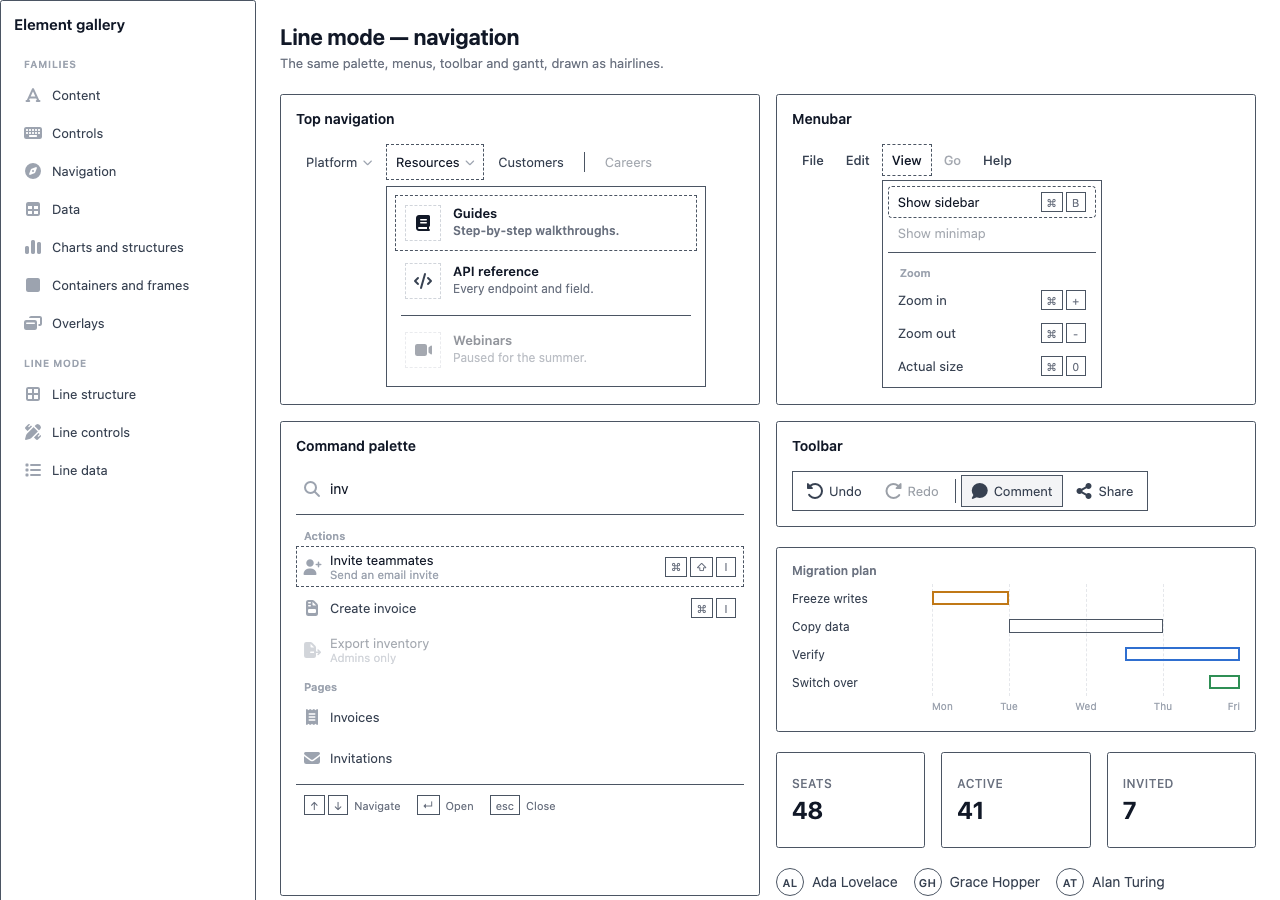 Element gallery
FAMILIES
Content
Controls
Navigation
Data
Charts and structures
Containers and frames
Overlays
LINE MODE
Line structure
Line controls
Line data
Line mode — navigation
The same palette, menus, toolbar and gantt, drawn as hairlines.
Top navigation
Platform Resources Customers Careers
Guides
Step-by-step walkthroughs.
API reference
Every endpoint and field.
Webinars
Paused for the summer.
Menubar
File Edit View Go Help
Show sidebar ⌘ B
Show minimap
Zoom
Zoom in ⌘ +
Zoom out ⌘ -
Actual size ⌘ 0
Command palette
inv
Actions
Invite teammates ⌘ ⇧ I
Send an email invite
Create invoice ⌘ I
Export inventory
Admins only
Pages
Invoices
Invitations
↑ ↓ Navigate ↵ Open esc Close
Toolbar
Undo Redo Comment Share
Migration plan
Freeze writes
Copy data
Verify
Switch over
Mon Tue Wed Thu Fri
SEATS
48
ACTIVE
41
INVITED
7
AL Ada Lovelace GH Grace Hopper AT Alan Turing